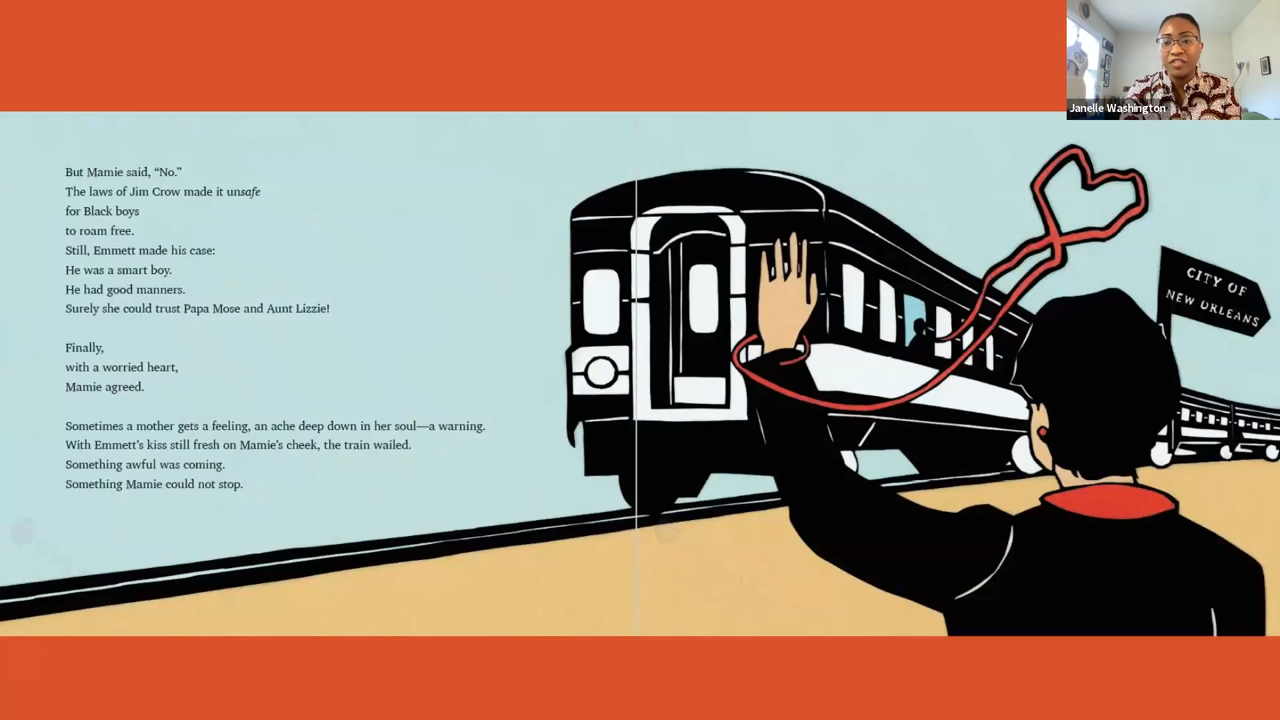 But Mamie said, “No.”
The laws of Jim Crow made it unsafe
for Black boys
to roam free.
Still, Emmett made his case:
He was a smart boy.
He had good manners.
Surely she could trust Papa Mose and Aunt Lizzie!
Finally,
with a worried heart,
Mamie agreed.
Sometimes a mother gets a feeling, an ache deep down in her soul—a warning.
With Emmett’s kiss still fresh on Mamie’s cheek, the train wailed.
Something awful was coming.
Something Mamie could not stop.
CITY OF
NEW ORLEANS
Janelle Washington